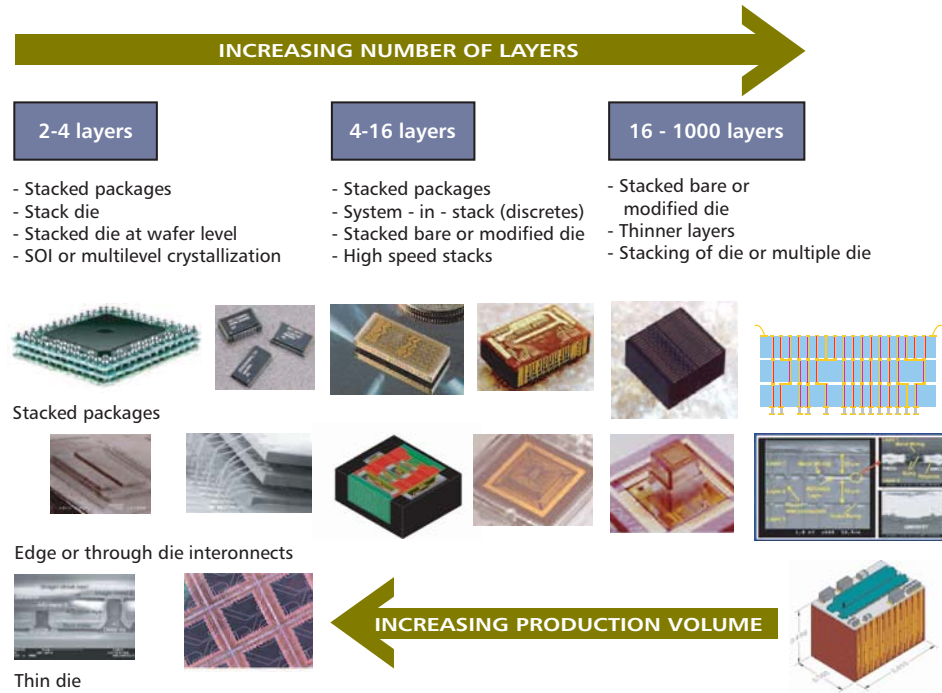 INCREASING NUMBER OF LAYERS
2-4 layers
- Stacked packages
- Stack die
- Stacked die at wafer level
- SOI or multilevel crystallization
4-16 layers
- Stacked packages
- System - in - stack (discretes)
- Stacked bare or modified die
- High speed stacks
16 - 1000 layers
- Stacked bare or
modified die
- Thinner layers
- Stacking of die or multiple die
Stacked packages
Edge or through die interonnects
INCREASING PRODUCTION VOLUME
Thin die